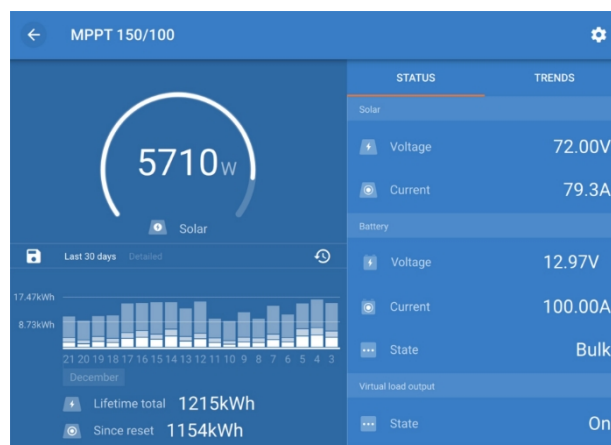 MPPT 150/100
5710W
Solar
Last 30 days Detailed
17.47kWh
8.73kWh
21 20 19 18 17 16 15 14 13 12 11 10 9 8 7 6 5 4 3
December
Lifetime total 1215kWh
Since reset 1154kWh
STATUS TRENDS
Solar
Voltage 72.00V
Current 79.3A
Battery
Voltage 12.97V
Current 100.00A
State Bulk
Virtual load output
State On